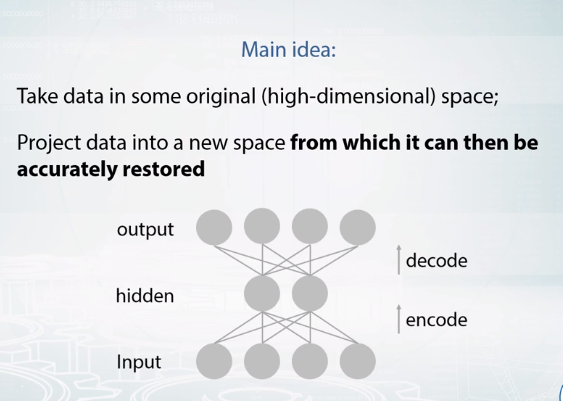 Main idea:
Take data in some original (high-dimensional) space;
Project data into a new space from which it can then be
accurately restored
output
decode
hidden
encode
Input